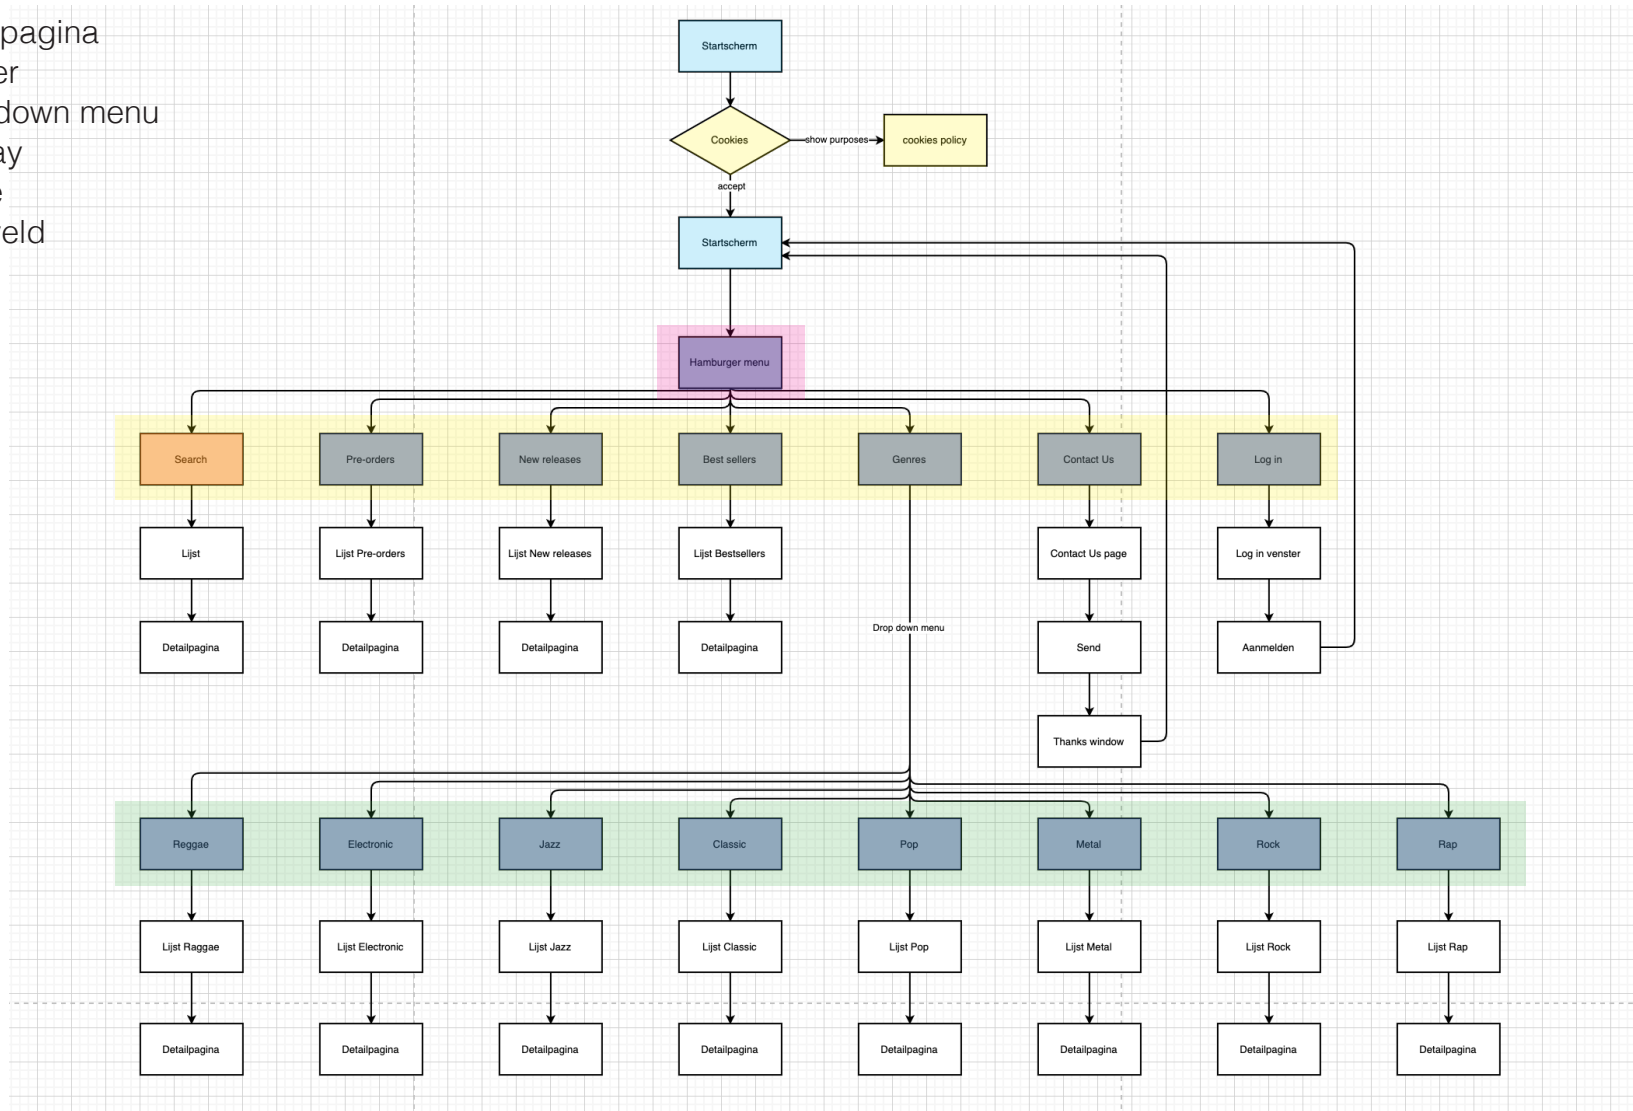 pagina
er
down menu
ay
e
eld
Startscherm
Cookies
show purposes
cookies policy
accept
Startscherm
Hamburger menu
Search
Pre-orders
New releases
Best sellers
Genres
Contact Us
Log in
Lijst
Lijst Pre-orders
Lijst New releases
Lijst Bestsellers
Contact Us page
Log in venster
Drop down menu
Detailpagina
Detailpagina
Detailpagina
Detailpagina
Send
Aanmelden
Thanks window
Reggae
Electronic
Jazz
Classic
Pop
Metal
Rock
Rap
Lijst Raggae
Lijst Electronic
Lijst Jazz
Lijst Classic
Lijst Pop
Lijst Metal
Lijst Rock
Lijst Rap
Detailpagina
Detailpagina
Detailpagina
Detailpagina
Detailpagina
Detailpagina
Detailpagina
Detailpagina